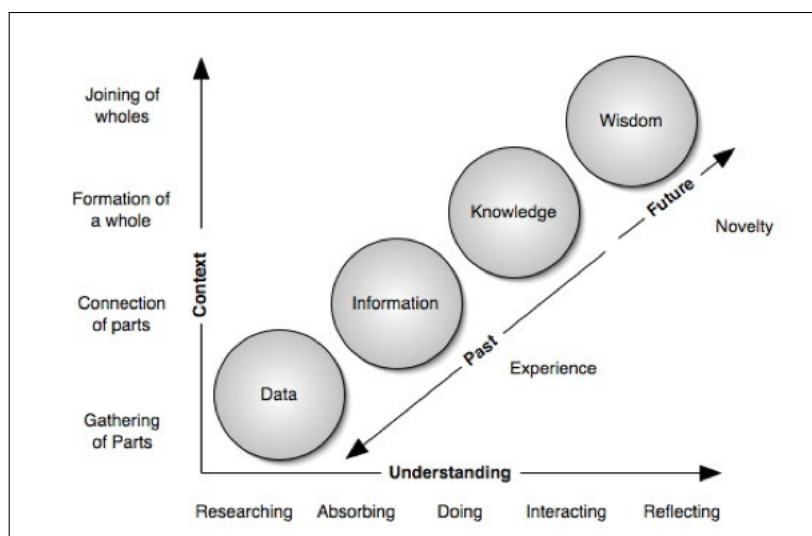 Joining of
wholes
Wisdom
Future
Formation of
a whole
Knowledge
Novelty
Context
Connection
of parts
Information
Past
Experience
Data
Gathering
of Parts
Understanding
Researching Absorbing Doing Interacting Reflecting